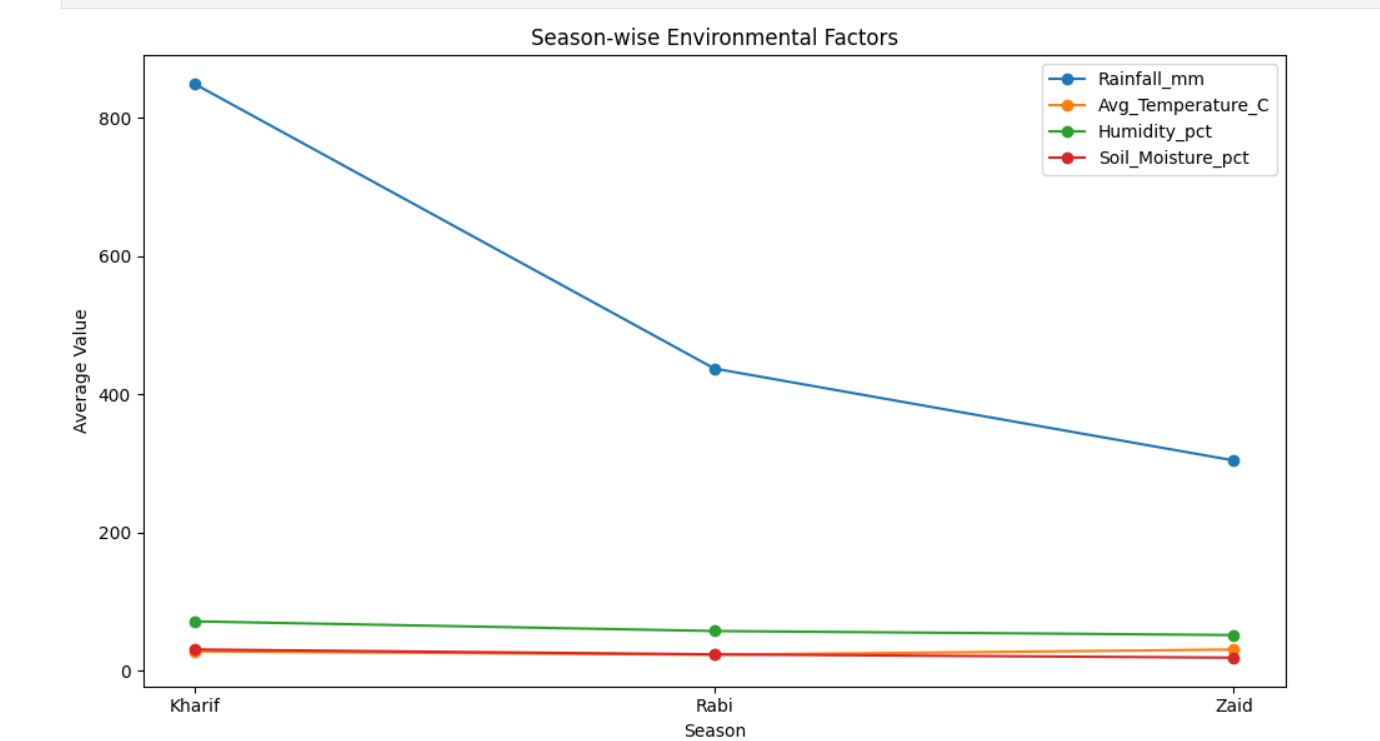 Season-wise Environmental Factors
Rainfall_mm
Avg_Temperature_C
Humidity_pct
Soil_Moisture_pct
800
600
400
200
0
Average Value
Kharif Rabi Zaid
Season